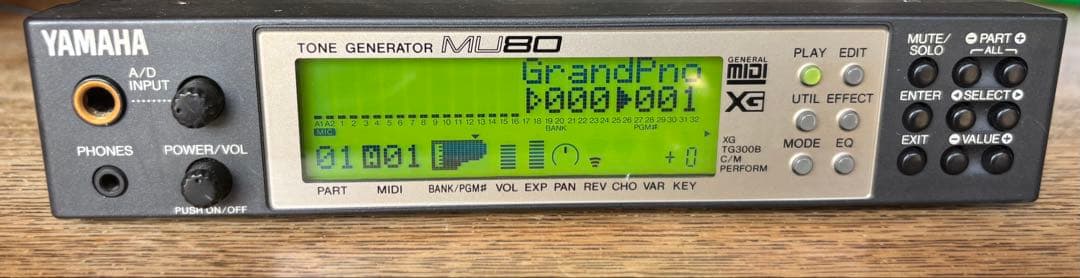 YAMAHA
A/D
INPUT
PHONES
POWER/VOL
PUSH ON/OFF
TONE GENERATOR MU80
GrandPno
000 001
A1 A2 1 2 3 4 5 6 7 8 9 10 11 12 13 14 15 16 17 18 19 20 21 22 23 24 25 26 27 28 29 30 31 32
MIC
BANK PGM#
01 A01 +0
PART MIDI BANK/PGM# VOL EXP PAN REV CHO VAR KEY
GENERAL
MIDI
XG
XG
TG300B
C/M
PERFORM
PLAY EDIT
UTIL EFFECT
MODE EQ
MUTE/
SOLO
PART
ALL
ENTER SELECT
EXIT VALUE